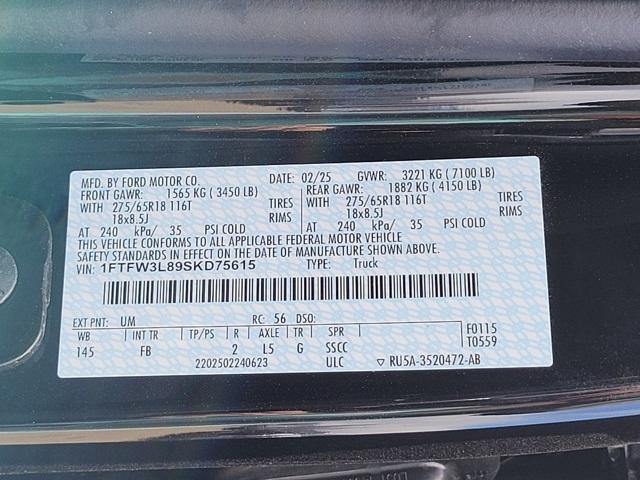 MFD. BY FORD MOTOR CO. DATE: 02/25 GVWR: 3221 KG ( 7100 LB)
FRONT GAWR: 1565 KG ( 3450 LB) REAR GAWR: 1882 KG ( 4150 LB)
WITH 275/65R18 116T TIRES WITH 275/65R18 116T TIRES
18x8.5J RIMS 18x8.5J RIMS
AT 240 kPa/ 35 PSI COLD AT 240 kPa/ 35 PSI COLD
THIS VEHICLE CONFORMS TO ALL APPLICABLE FEDERAL MOTOR VEHICLE
SAFETY STANDARDS IN EFFECT ON THE DATE OF MANUFACTURE SHOWN ABOVE.
VIN: 1FTFW3L89SKD75615 TYPE: Truck
EXT PNT: UM RC: 56 DSO:
WB INT TR TP/PS R AXLE TR SPR F0115
145 FB 2 L5 G SSCC T0559
2202502240623 ULC ▽ RU5A-3520472-AB